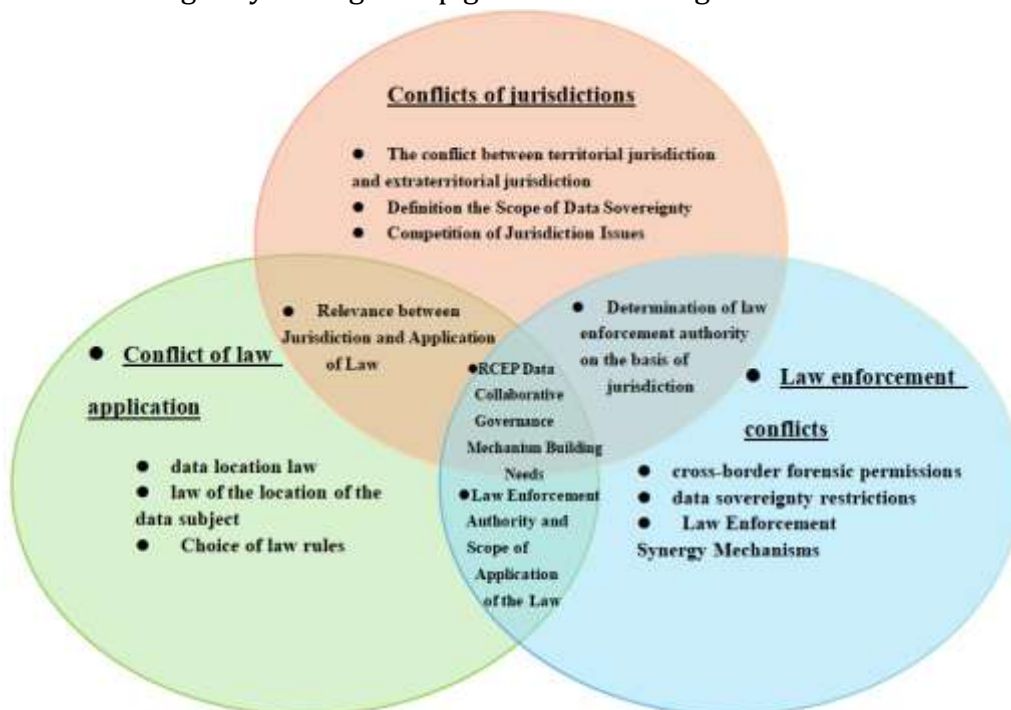 Conflicts of jurisdictions
● The conflict between territorial jurisdiction
and extraterritorial jurisdiction
● Definition the Scope of Data Sovereignty
● Competition of Jurisdiction Issues
● Relevance between
Jurisdiction and Application
of Law
● Determination of law
enforcement authority
on the basis of
jurisdiction
● Conflict of law
application
● data location law
● law of the location of the
data subject
● Choice of law rules
●RCEP Data
Collaborative
Governance
Mechanism Building
Needs
●Law Enforcement
Authority and
Scope of
Application
of the Law
● Law enforcement
conflicts
● cross-border forensic permissions
● data sovereignty restrictions
● Law Enforcement
Synergy Mechanisms